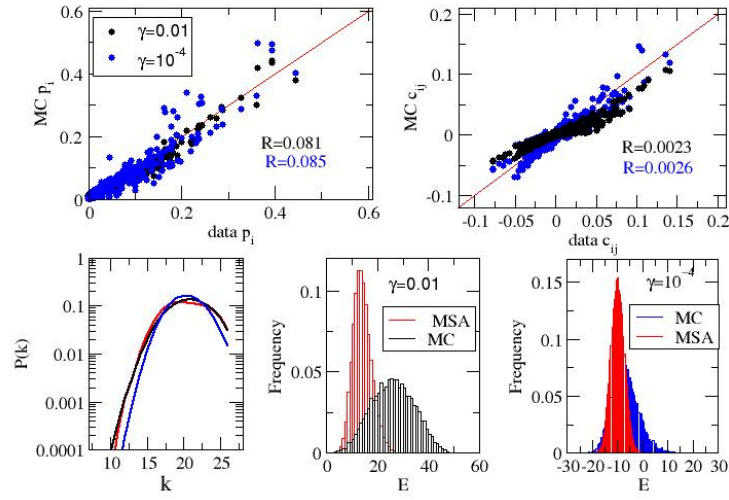 γ=0.01
γ=10⁻⁴
MC pᵢ
0.6
0.4
0.2
0
R=0.081
R=0.085
0 0.2 0.4 0.6
data pᵢ
MC cᵢⱼ
0.2
0.1
0
-0.1
R=0.0023
R=0.0026
-0.1 -0.05 0 0.05 0.1 0.15 0.2
data cᵢⱼ
P(k)
1
0.1
0.01
0.001
0.0001
10 15 20 25
k
Frequency
0.1
0.05
0
γ=0.01
MSA
MC
0 20 40 60
E
Frequency
0.15
0.1
0.05
0
γ=10⁻⁴
MC
MSA
-30 -20 -10 0 10 20 30
E